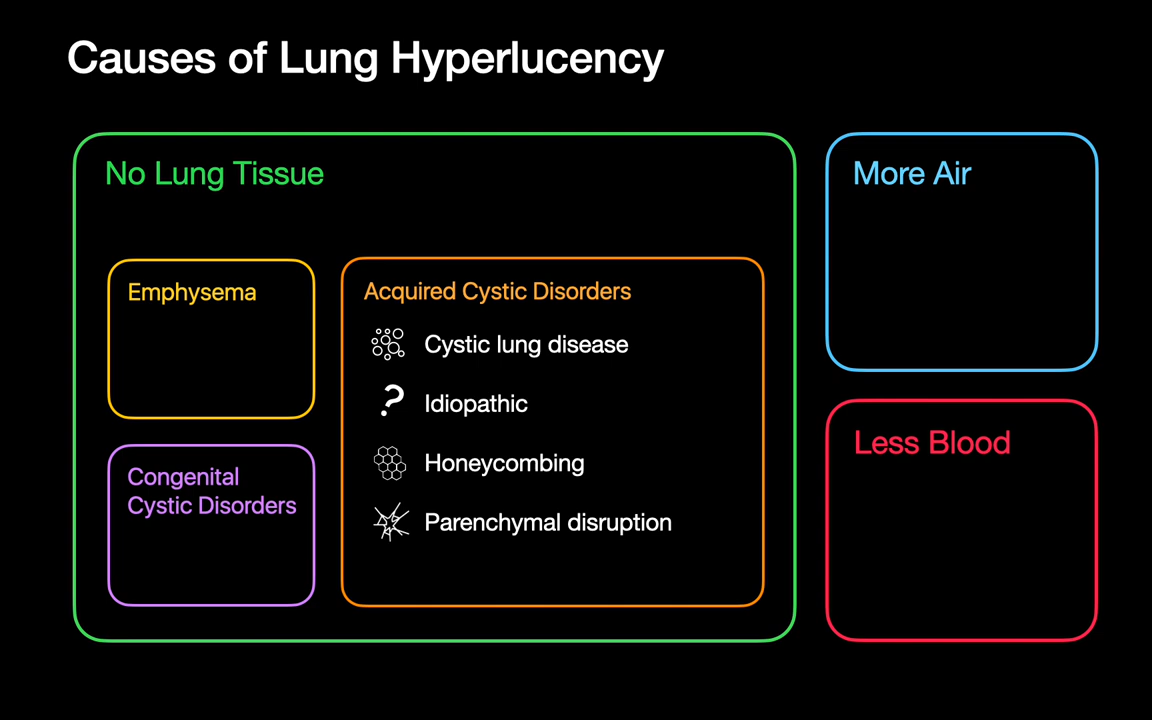 Causes of Lung Hyperlucency
No Lung Tissue
Emphysema
Congenital
Cystic Disorders
Acquired Cystic Disorders
Cystic lung disease
? Idiopathic
Honeycombing
Parenchymal disruption
More Air
Less Blood